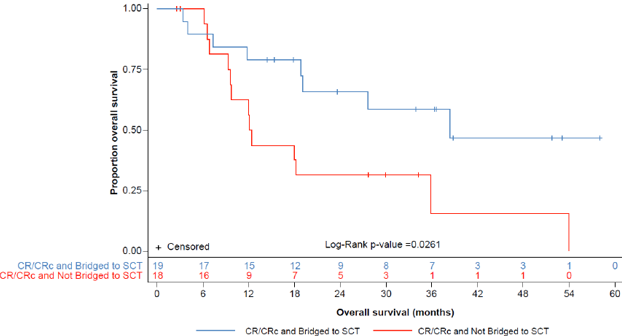 1.00
0.75
0.50
0.25
0.00
Proportion overall survival
+ Censored
Log-Rank p-value =0.0261
CR/CRc and Bridged to SCT 19 17 15 12 9 8 7 3 3 1 0
CR/CRc and Not Bridged to SCT 18 16 9 7 5 3 1 1 1 0
0 6 12 18 24 30 36 42 48 54 60
Overall survival (months)
CR/CRc and Bridged to SCT CR/CRc and Not Bridged to SCT